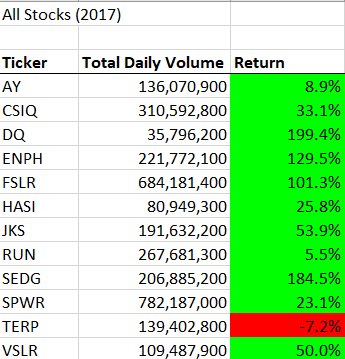 All Stocks (2017)
Ticker Total Daily Volume Return
AY 136,070,900 8.9%
CSIQ 310,592,800 33.1%
DQ 35,796,200 199.4%
ENPH 221,772,100 129.5%
FSLR 684,181,400 101.3%
HASI 80,949,300 25.8%
JKS 191,632,200 53.9%
RUN 267,681,300 5.5%
SEDG 206,885,200 184.5%
SPWR 782,187,000 23.1%
TERP 139,402,800 -7.2%
VSLR 109,487,900 50.0%